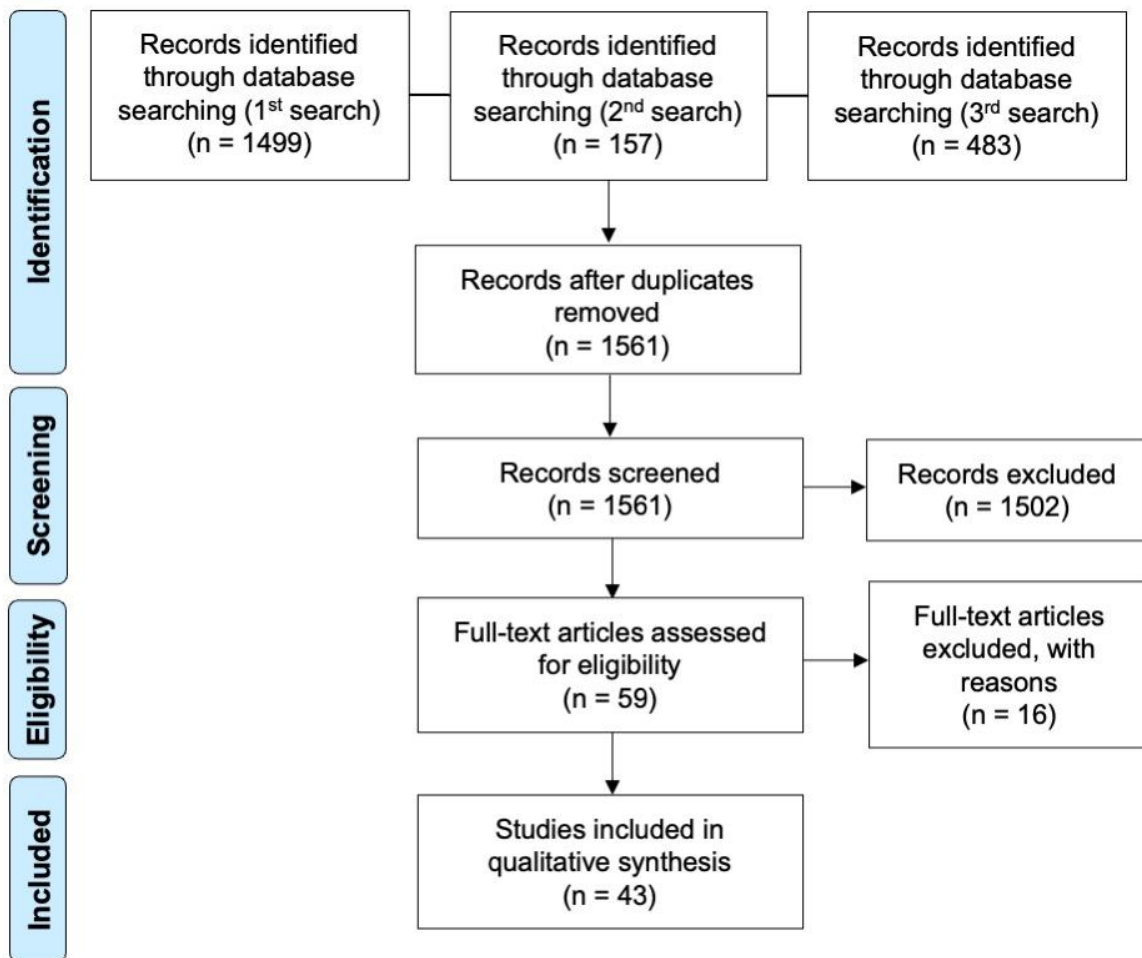 Identification
Records identified
through database
searching (1st search)
(n = 1499)
Records identified
through database
searching (2nd search)
(n = 157)
Records identified
through database
searching (3rd search)
(n = 483)
Records after duplicates
removed
(n = 1561)
Screening
Records screened
(n = 1561)
Records excluded
(n = 1502)
Eligibility
Full-text articles assessed
for eligibility
(n = 59)
Full-text articles
excluded, with
reasons
(n = 16)
Included
Studies included in
qualitative synthesis
(n = 43)